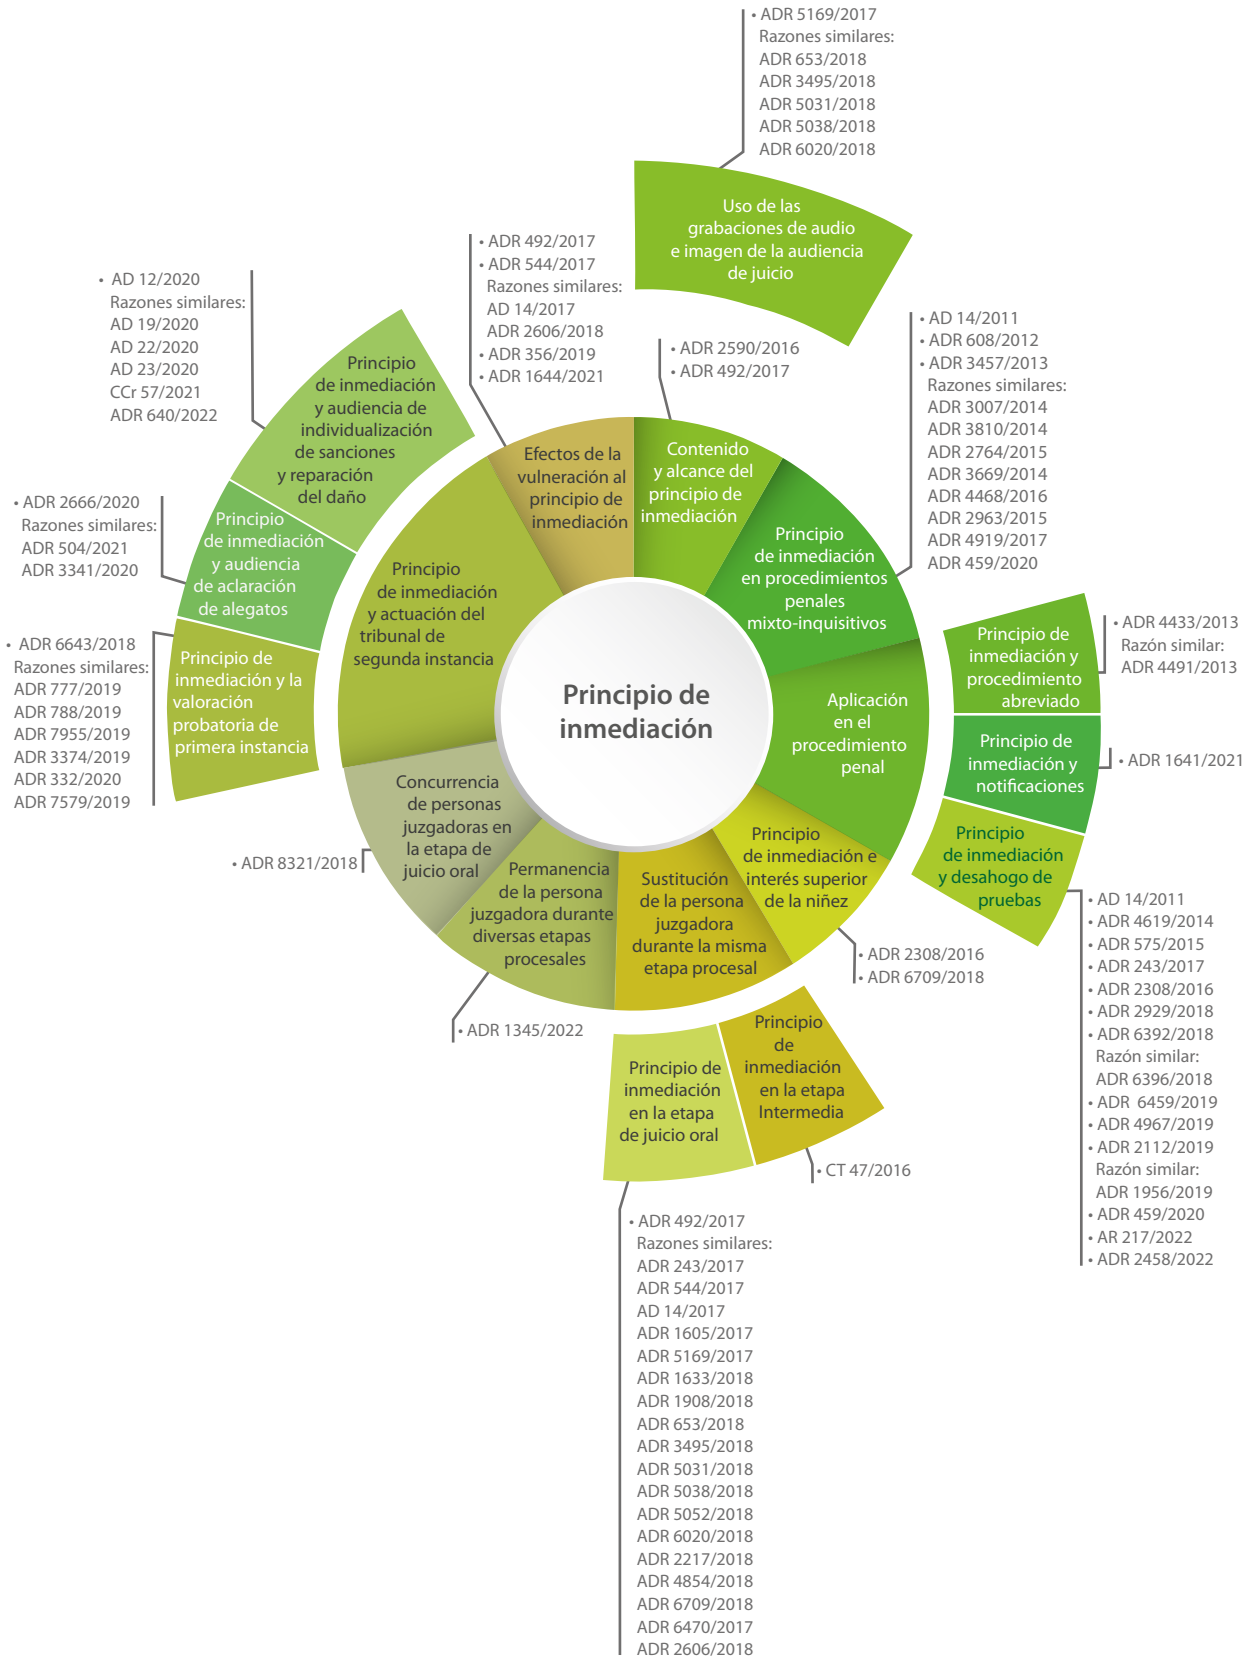 Principio de
inmediación
• ADR 5169/2017
Razones similares:
ADR 653/2018
ADR 3495/2018
ADR 5031/2018
ADR 5038/2018
ADR 6020/2018
Uso de las
grabaciones de audio
e imagen de la audiencia
de juicio
• ADR 2590/2016
• ADR 492/2017
Contenido
y alcance del
principio de
inmediación
• AD 14/2011
• ADR 608/2012
• ADR 3457/2013
Razones similares:
ADR 3007/2014
ADR 3810/2014
ADR 2764/2015
ADR 3669/2014
ADR 4468/2016
ADR 2963/2015
ADR 4919/2017
ADR 459/2020
Principio
de inmediación
en procedimientos
penales
mixto-inquisitivos
Aplicación
en el
procedimiento
penal
Principio de
inmediación y
procedimiento
abreviado
• ADR 4433/2013
Razón similar:
ADR 4491/2013
Principio de
inmediación y
notificaciones
• ADR 1641/2021
Principio
de inmediación
y desahogo de
pruebas
• AD 14/2011
• ADR 4619/2014
• ADR 575/2015
• ADR 243/2017
• ADR 2308/2016
• ADR 2929/2018
• ADR 6392/2018
Razón similar:
ADR 6396/2018
• ADR 6459/2019
• ADR 4967/2019
• ADR 2112/2019
Razón similar:
ADR 1956/2019
• ADR 459/2020
• AR 217/2022
• ADR 2458/2022
Principio
de inmediación e
interés superior
de la niñez
• ADR 2308/2016
• ADR 6709/2018
Sustitución
de la persona
juzgadora
durante la misma
etapa procesal
Principio
de
inmediación
en la etapa
Intermedia
• CT 47/2016
Principio de
inmediación
en la etapa
de juicio oral
• ADR 492/2017
Razones similares:
ADR 243/2017
ADR 544/2017
AD 14/2017
ADR 1605/2017
ADR 5169/2017
ADR 1633/2018
ADR 1908/2018
ADR 653/2018
ADR 3495/2018
ADR 5031/2018
ADR 5038/2018
ADR 5052/2018
ADR 6020/2018
ADR 2217/2018
ADR 4854/2018
ADR 6709/2018
ADR 6470/2017
ADR 2606/2018
Permanencia
de la persona
juzgadora durante
diversas etapas
procesales
• ADR 1345/2022
Concurrencia
de personas
juzgadoras en
la etapa de
juicio oral
• ADR 8321/2018
Principio
de inmediación
y actuación del
tribunal de
segunda instancia
Principio de
inmediación y la
valoración
probatoria de
primera instancia
• ADR 6643/2018
Razones similares:
ADR 777/2019
ADR 788/2019
ADR 7955/2019
ADR 3374/2019
ADR 332/2020
ADR 7579/2019
Principio
de inmediación
y audiencia
de aclaración
de alegatos
• ADR 2666/2020
Razones similares:
ADR 504/2021
ADR 3341/2020
Principio
de inmediación
y audiencia de
individualización
de sanciones
y reparación
del daño
• AD 12/2020
Razones similares:
AD 19/2020
AD 22/2020
AD 23/2020
CCr 57/2021
ADR 640/2022
Efectos de la
vulneración al
principio de
inmediación
• ADR 492/2017
• ADR 544/2017
Razones similares:
AD 14/2017
ADR 2606/2018
• ADR 356/2019
• ADR 1644/2021